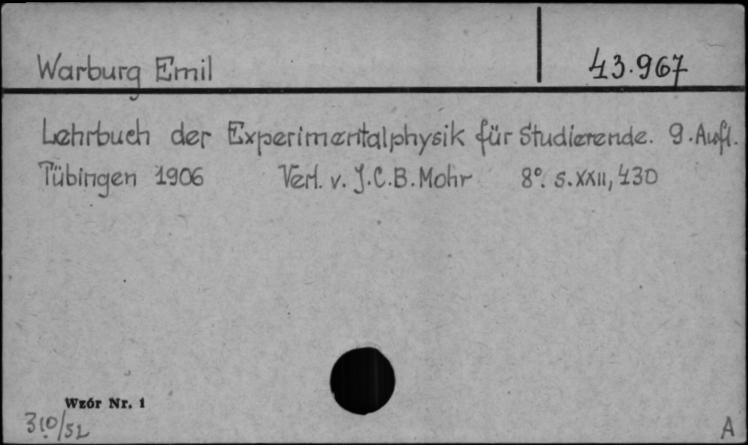 Warburg Emil 43.967
Lehrbuch der Experimentalphysik für Studierende. 9. Aufl.
Tübingen 1906 Verl. v. J.C.B. Mohr 8°. s. XXII, 430
Wzór Nr. 1
310/52
A